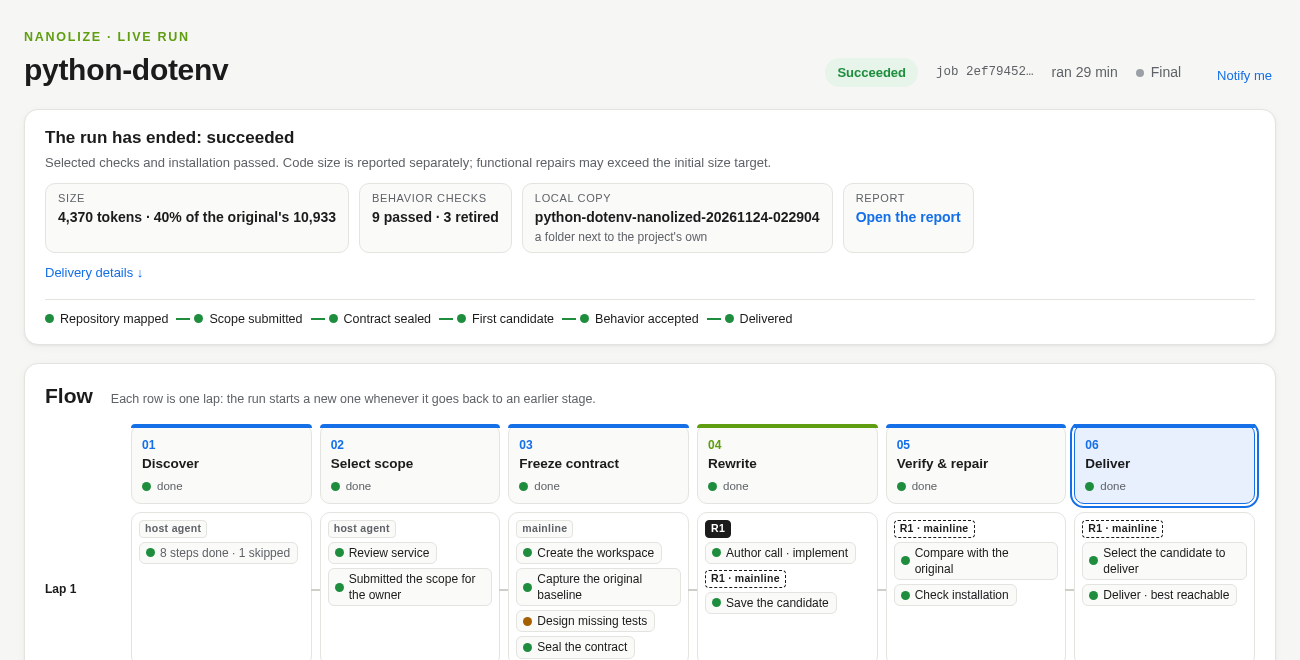 NANOLIZE · LIVE RUN
python-dotenv
Succeeded
job 2ef79452…
ran 29 min
Final
Notify me
The run has ended: succeeded
Selected checks and installation passed. Code size is reported separately; functional repairs may exceed the initial size target.
SIZE
4,370 tokens · 40% of the original's 10,933
BEHAVIOR CHECKS
9 passed · 3 retired
LOCAL COPY
python-dotenv-nanolized-20261124-022904
a folder next to the project's own
REPORT
Open the report
Delivery details ↓
Repository mapped
Scope submitted
Contract sealed
First candidate
Behavior accepted
Delivered
Flow
Each row is one lap: the run starts a new one whenever it goes back to an earlier stage.
01
Discover
done
02
Select scope
done
03
Freeze contract
done
04
Rewrite
done
05
Verify & repair
done
06
Deliver
done
Lap 1
host agent
8 steps done · 1 skipped
host agent
Review service
Submitted the scope for
the owner
mainline
Create the workspace
Capture the original
baseline
Design missing tests
Seal the contract
R1
Author call · implement
R1 · mainline
Save the candidate
R1 · mainline
Compare with the
original
Check installation
R1 · mainline
Select the candidate to
deliver
Deliver · best reachable